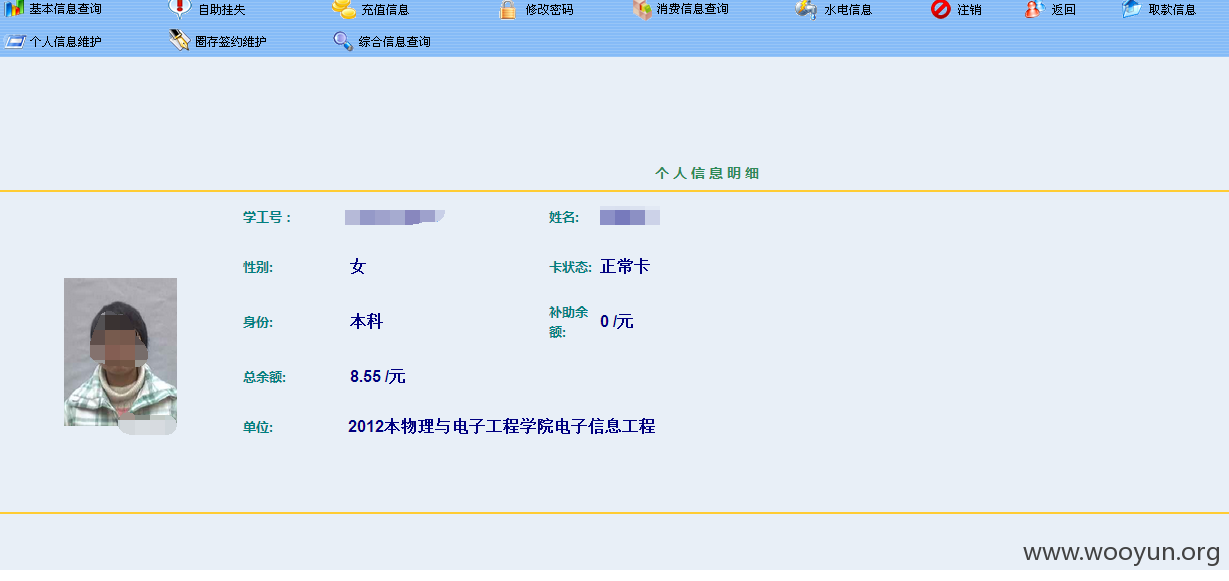 基本信息查询 自助挂失 充值信息 修改密码 消费信息查询 水电信息 注销 返回 取款信息
个人信息维护 圈存签约维护 综合信息查询
个人信息明细
学工号： 姓名:
性别: 女 卡状态: 正常卡
身份: 本科 补助余额: 0 /元
总余额: 8.55 /元
单位: 2012本物理与电子工程学院电子信息工程
www.wooyun.org